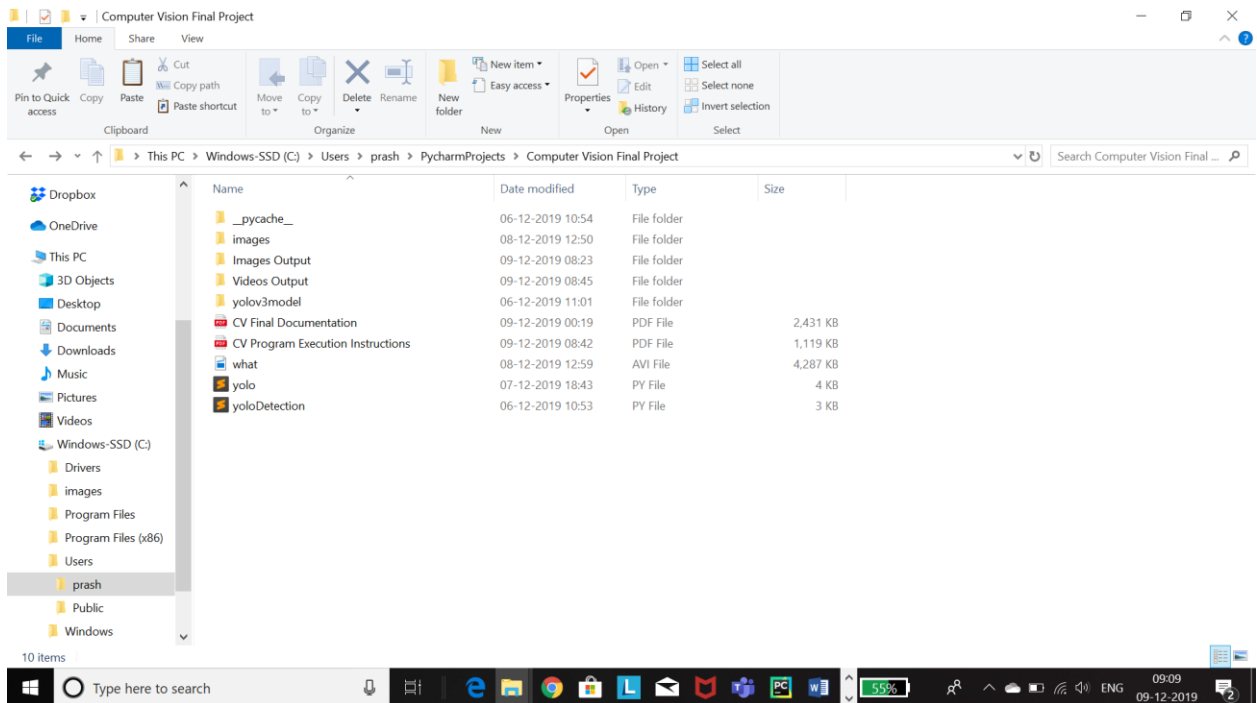 Computer Vision Final Project
File Home Share View
Pin to Quick access
Copy
Paste
Cut
Copy path
Paste shortcut
Clipboard
Move to
Copy to
Delete
Rename
Organize
New folder
New item
Easy access
New
Properties
Open
Edit
History
Open
Select all
Select none
Invert selection
Select
This PC > Windows-SSD (C:) > Users > prash > PycharmProjects > Computer Vision Final Project
Search Computer Vision Final ...
Dropbox
OneDrive
This PC
3D Objects
Desktop
Documents
Downloads
Music
Pictures
Videos
Windows-SSD (C:)
Drivers
images
Program Files
Program Files (x86)
Users
prash
Public
Windows
Name Date modified Type Size
__pycache__ 06-12-2019 10:54 File folder
images 08-12-2019 12:50 File folder
Images Output 09-12-2019 08:23 File folder
Videos Output 09-12-2019 08:45 File folder
yolov3model 06-12-2019 11:01 File folder
CV Final Documentation 09-12-2019 00:19 PDF File 2,431 KB
CV Program Execution Instructions 09-12-2019 08:42 PDF File 1,119 KB
what 08-12-2019 12:59 AVI File 4,287 KB
yolo 07-12-2019 18:43 PY File 4 KB
yoloDetection 06-12-2019 10:53 PY File 3 KB
10 items
Type here to search
55%
ENG
09:09
09-12-2019
2